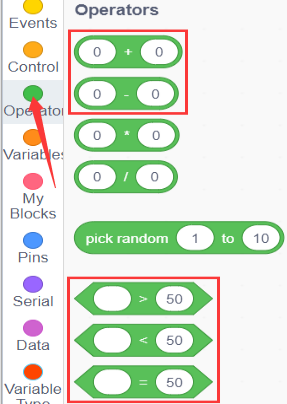 Operators
Events
Control
Operator
Variables
My
Blocks
Pins
Serial
Data
Variable
Type
0 + 0
0 - 0
0 * 0
0 / 0
pick random 1 to 10
> 50
< 50
= 50